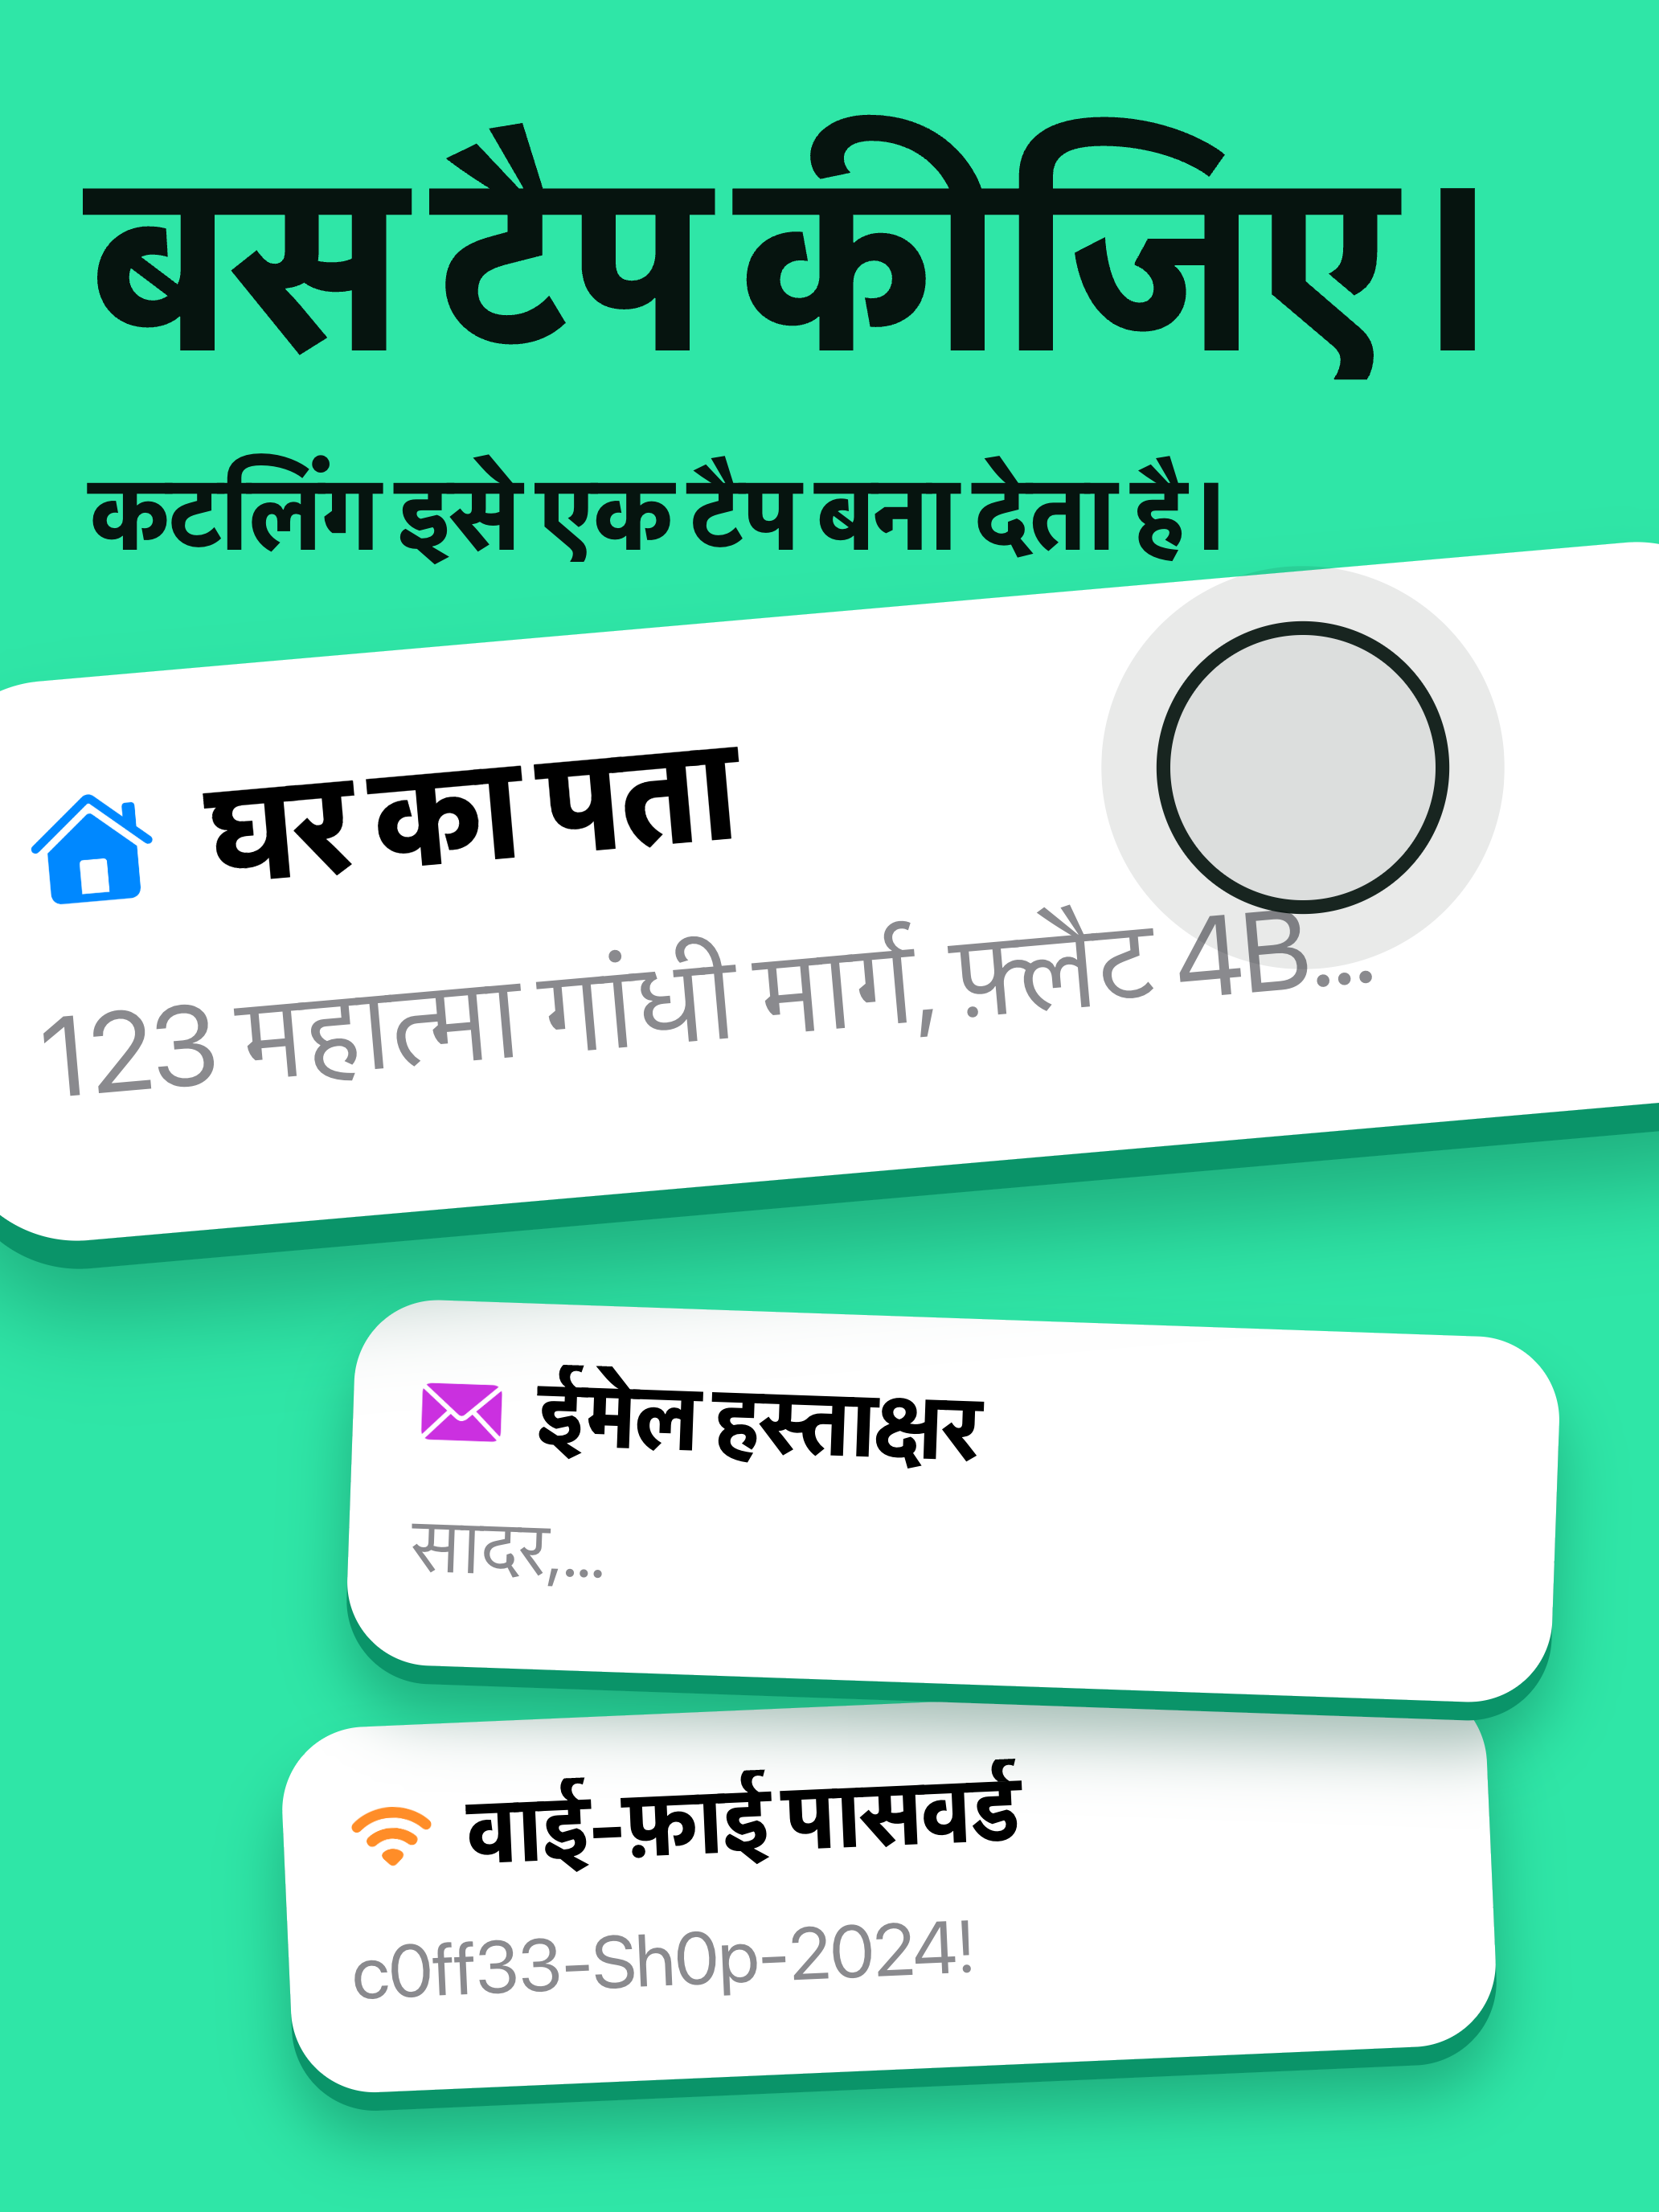 बस टैप कीजिए।
कटलिंग इसे एक टैप बना देता है।
घर का पता
123 महात्मा गांधी मार्ग, फ़्लैट 4B...
ईमेल हस्ताक्षर
सादर,...
वाई-फ़ाई पासवर्ड
c0ff33-Sh0p-2024!